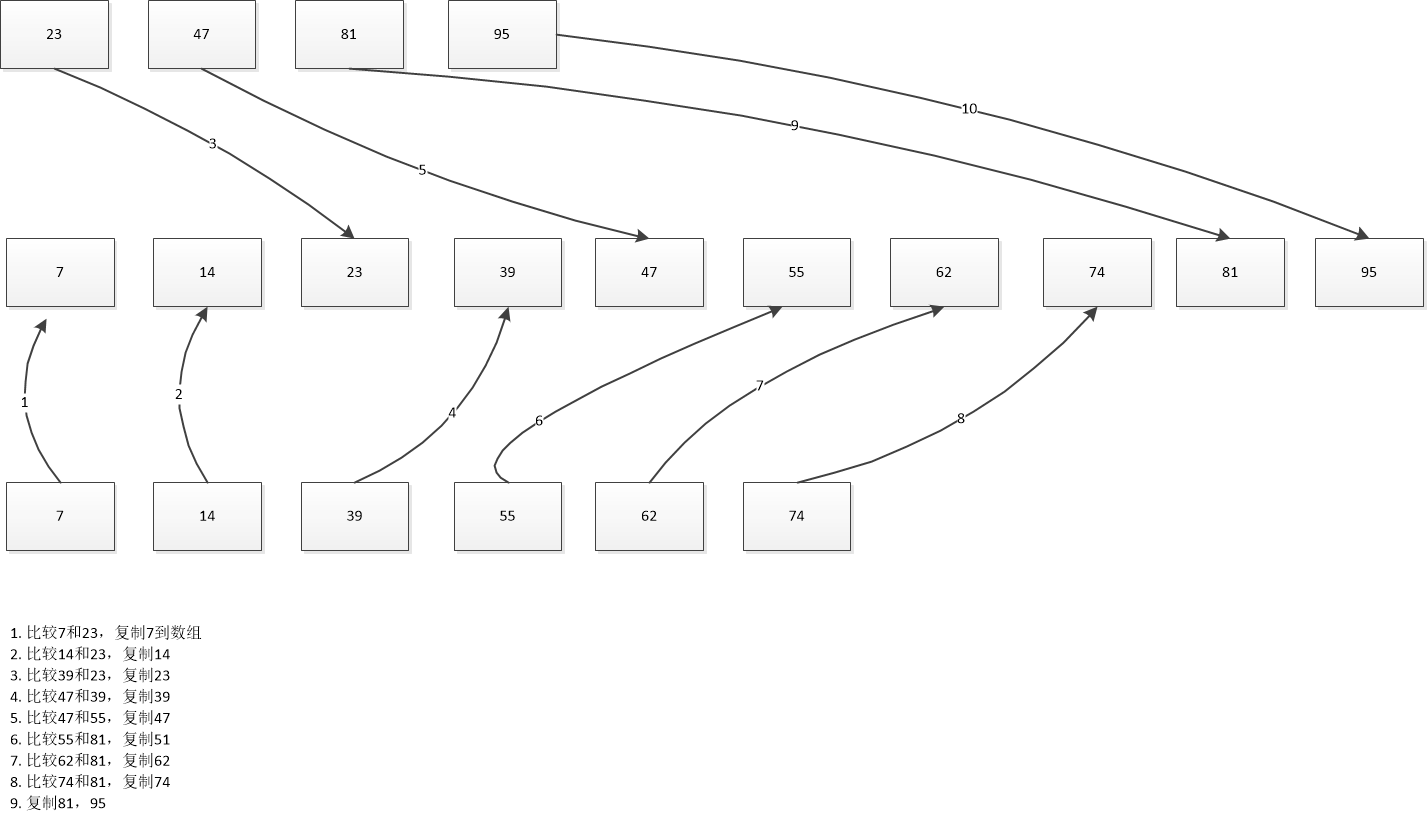 23 47 81 95
10
9
3
5
7 14 23 39 47 55 62 74 81 95
7
2
1
4
8
6
7 14 39 55 62 74
1. 比较7和23，复制7到数组
2. 比较14和23，复制14
3. 比较39和23，复制23
4. 比较47和39，复制39
5. 比较47和55，复制47
6. 比较55和81，复制51
7. 比较62和81，复制62
8. 比较74和81，复制74
9. 复制81，95